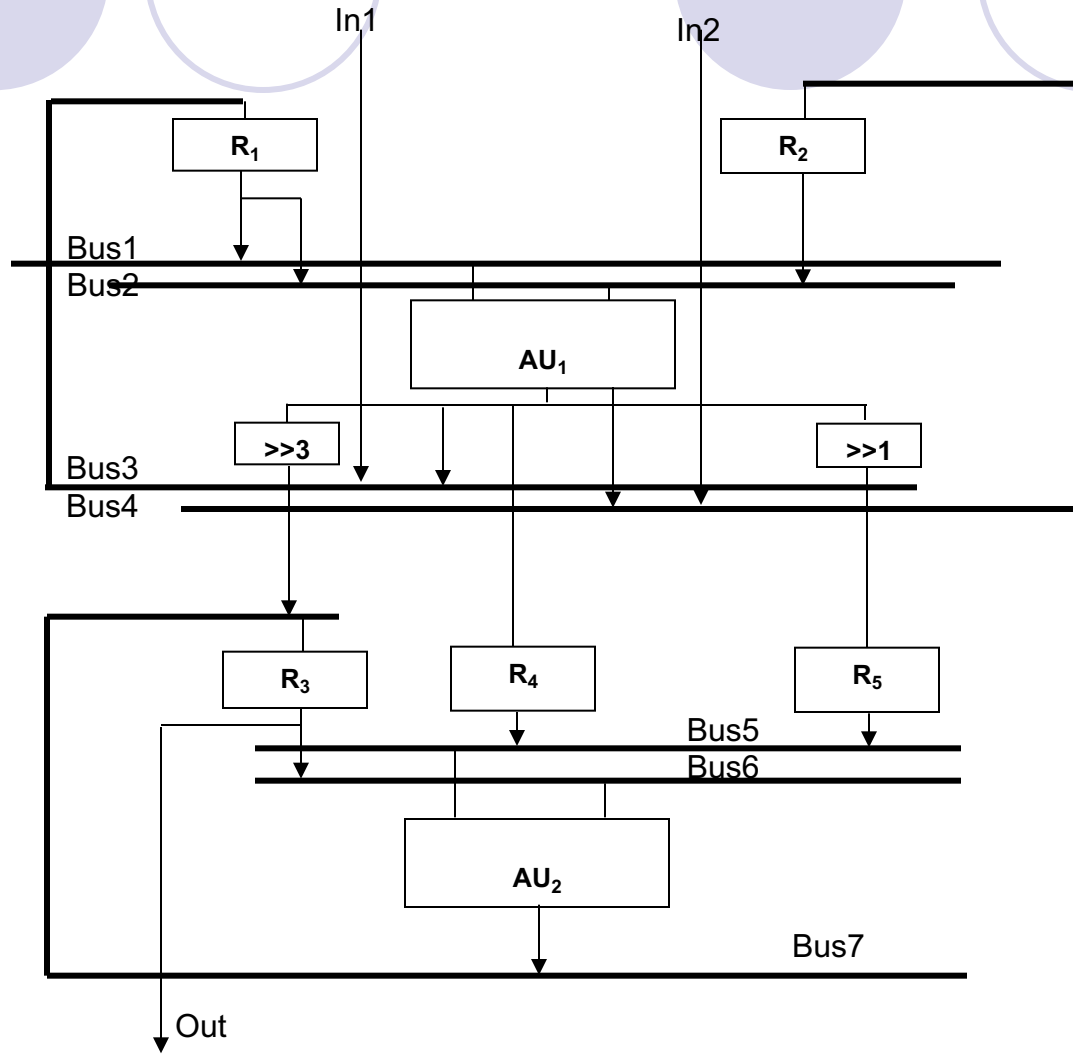 In1
In2
R1
R2
Bus1
Bus2
AU1
>>3
>>1
Bus3
Bus4
R3
R4
R5
Bus5
Bus6
AU2
Bus7
Out